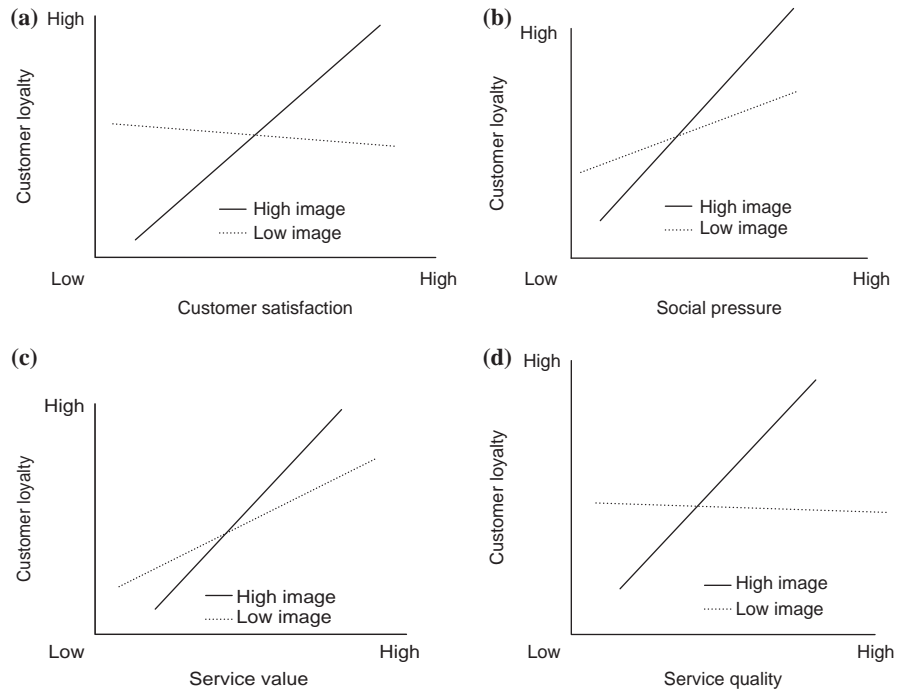 (a)
High
Customer loyalty
High image
Low image
Low
High
Customer satisfaction
(b)
High
Customer loyalty
High image
Low image
Low
High
Social pressure
(c)
High
Customer loyalty
High image
Low image
Low
High
Service value
(d)
High
Customer loyalty
High image
Low image
Low
High
Service quality